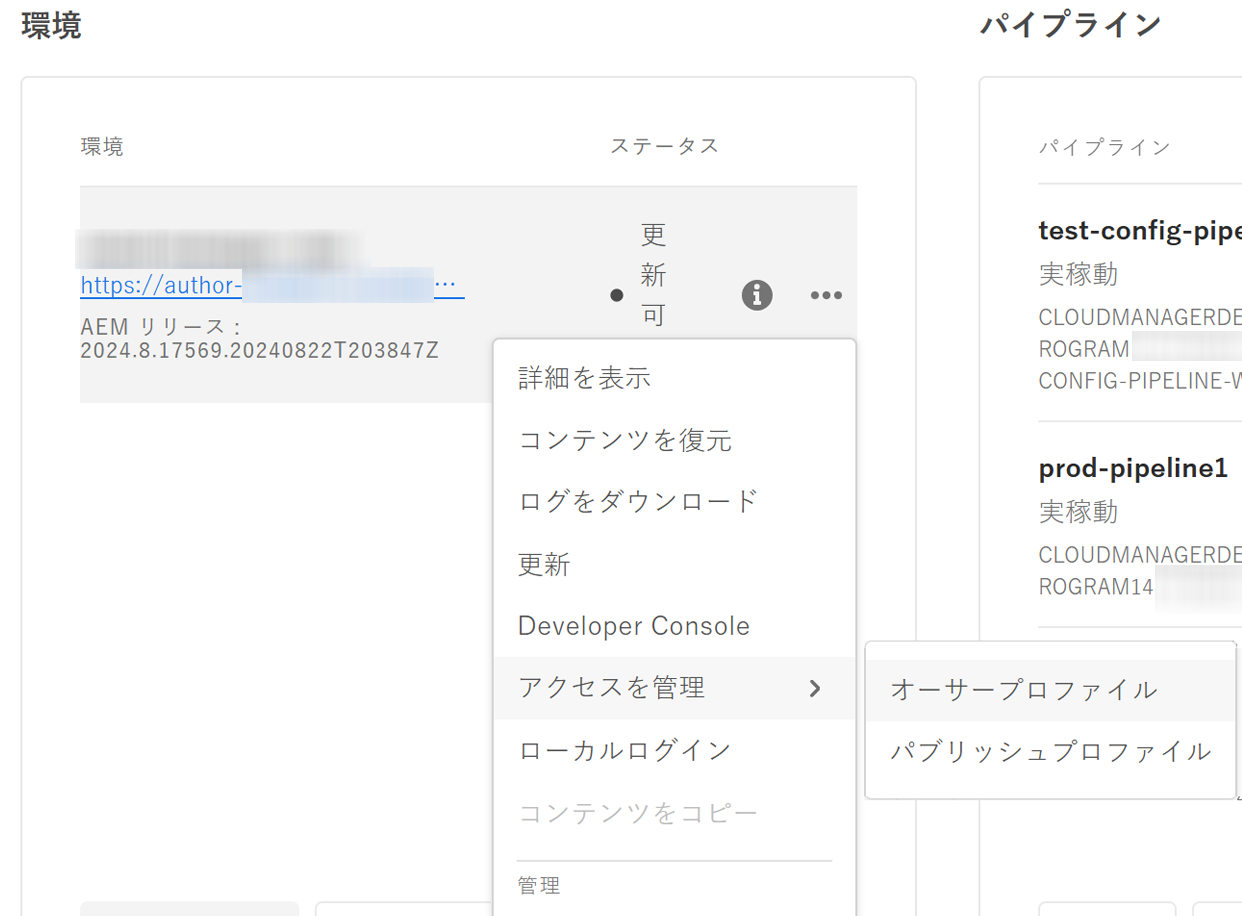 環境
パイプライン
環境
ステータス
https://author-
…
AEM リリース :
2024.8.17569.20240822T203847Z
更
新
可
詳細を表示
コンテンツを復元
ログをダウンロード
更新
Developer Console
アクセスを管理
ローカルログイン
コンテンツをコピー
管理
オーサープロファイル
パブリッシュプロファイル
パイプライン
test-config-pipe
実稼動
CLOUDMANAGERDE
ROGRAM
CONFIG-PIPELINE-W
prod-pipeline1
実稼動
CLOUDMANAGERDE
ROGRAM14